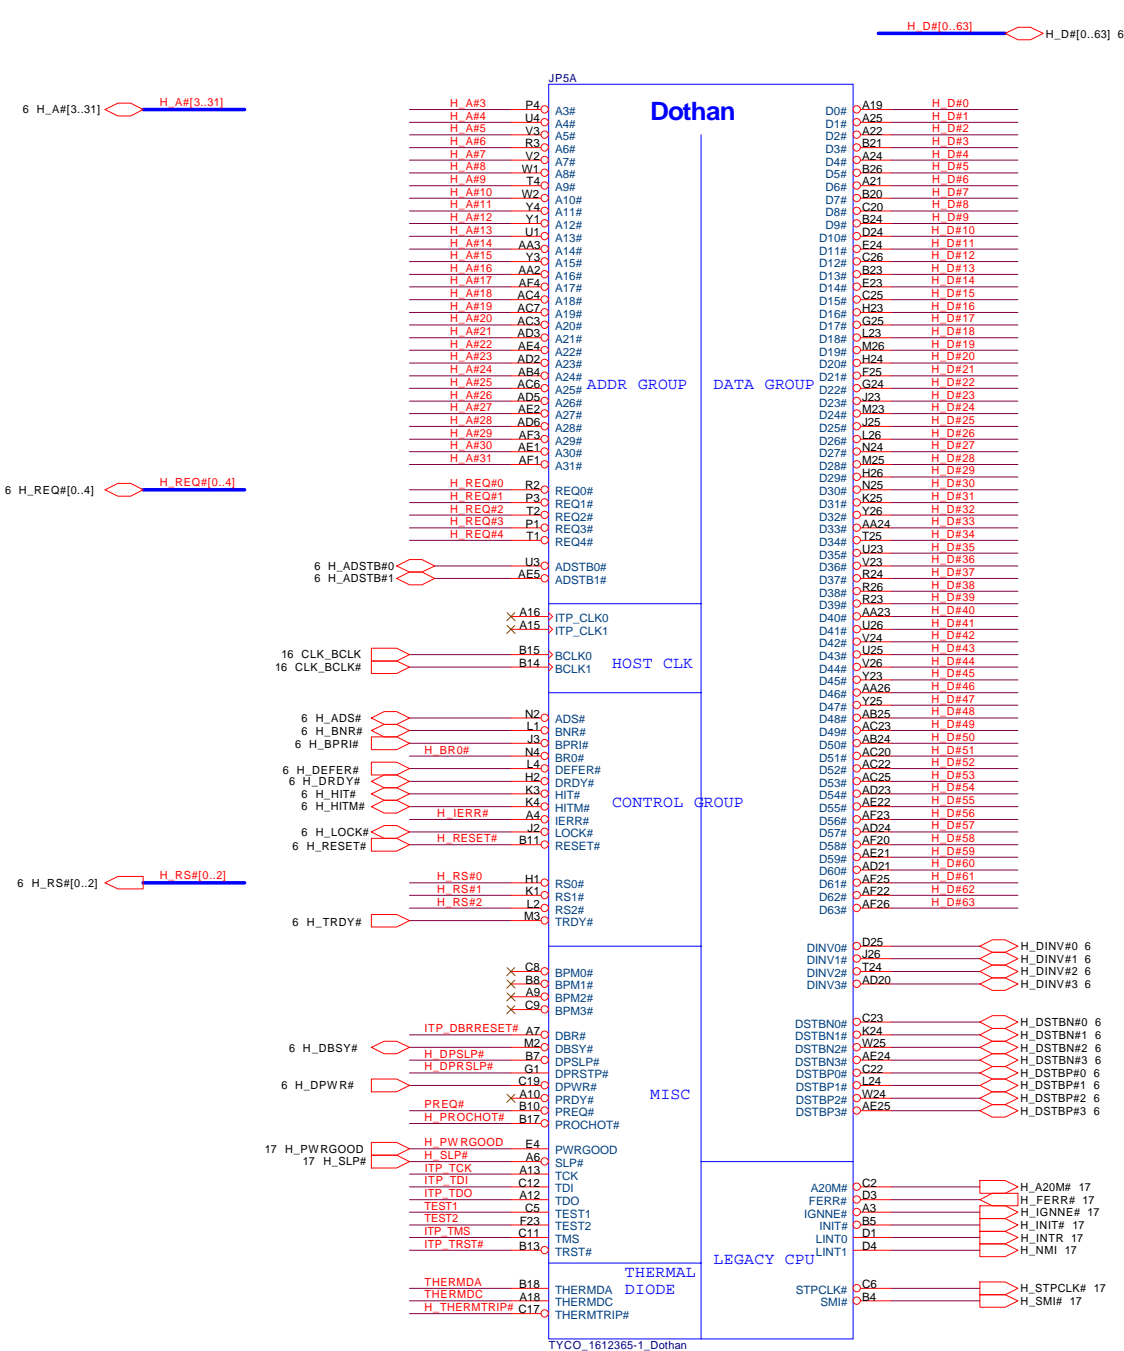 H_D#[0..63] H_D#[0..63] 6
JP5A
6 H_A#[3..31] H_A#[3..31]
Dothan
H_A#3 P4 A3#
H_A#4 U4 A4#
H_A#5 V3 A5#
H_A#6 R3 A6#
H_A#7 V2 A7#
H_A#8 W1 A8#
H_A#9 T4 A9#
H_A#10 W2 A10#
H_A#11 Y4 A11#
H_A#12 Y1 A12#
H_A#13 U1 A13#
H_A#14 AA3 A14#
H_A#15 Y3 A15#
H_A#16 AA2 A16#
H_A#17 AF4 A17#
H_A#18 AC4 A18#
H_A#19 AC7 A19#
H_A#20 AC3 A20#
H_A#21 AD3 A21#
H_A#22 AE4 A22#
H_A#23 AD2 A23#
H_A#24 AB4 A24#
H_A#25 AC6 A25#
H_A#26 AD5 A26#
H_A#27 AE2 A27#
H_A#28 AD6 A28#
H_A#29 AF3 A29#
H_A#30 AE1 A30#
H_A#31 AF1 A31#
ADDR GROUP
6 H_REQ#[0..4] H_REQ#[0..4]
H_REQ#0 R2 REQ0#
H_REQ#1 P3 REQ1#
H_REQ#2 T2 REQ2#
H_REQ#3 P1 REQ3#
H_REQ#4 T1 REQ4#
6 H_ADSTB#0 U3 ADSTB0#
6 H_ADSTB#1 AE5 ADSTB1#
A16 ITP_CLK0
A15 ITP_CLK1
16 CLK_BCLK B15 BCLK0
16 CLK_BCLK# B14 BCLK1
HOST CLK
6 H_ADS# N2 ADS#
6 H_BNR# L1 BNR#
6 H_BPRI# J3 BPRI#
H_BR0# N4 BR0#
6 H_DEFER# L4 DEFER#
6 H_DRDY# H2 DRDY#
6 H_HIT# K3 HIT#
6 H_HITM# K4 HITM#
H_IERR# A4 IERR#
6 H_LOCK# J2 LOCK#
6 H_RESET# H_RESET# B11 RESET#
CONTROL GROUP
6 H_RS#[0..2] H_RS#[0..2]
H_RS#0 H1 RS0#
H_RS#1 K1 RS1#
H_RS#2 L2 RS2#
6 H_TRDY# M3 TRDY#
C8 BPM0#
B8 BPM1#
A9 BPM2#
C9 BPM3#
ITP_DBRRESET# A7 DBR#
6 H_DBSY# M2 DBSY#
H_DPSLP# B7 DPSLP#
H_DPRSLP# G1 DPRSTP#
6 H_DPWR# C19 DPWR#
A10 PRDY#
PREQ# B10 PREQ#
H_PROCHOT# B17 PROCHOT#
MISC
17 H_PWRGOOD H_PWRGOOD E4 PWRGOOD
17 H_SLP# H_SLP# A6 SLP#
ITP_TCK A13 TCK
ITP_TDI C12 TDI
ITP_TDO A12 TDO
TEST1 C5 TEST1
TEST2 F23 TEST2
ITP_TMS C11 TMS
ITP_TRST# B13 TRST#
THERMAL
DIODE
THERMDA B18 THERMDA
THERMDC A18 THERMDC
H_THERMTRIP# C17 THERMTRIP#
D0# A19 H_D#0
D1# A25 H_D#1
D2# A22 H_D#2
D3# B21 H_D#3
D4# A24 H_D#4
D5# B26 H_D#5
D6# A21 H_D#6
D7# B20 H_D#7
D8# C20 H_D#8
D9# B24 H_D#9
D10# D24 H_D#10
D11# E24 H_D#11
D12# C26 H_D#12
D13# B23 H_D#13
D14# E23 H_D#14
D15# C25 H_D#15
D16# H23 H_D#16
D17# G25 H_D#17
D18# L23 H_D#18
D19# M26 H_D#19
D20# H24 H_D#20
D21# F25 H_D#21
D22# G24 H_D#22
D23# J23 H_D#23
D24# M23 H_D#24
D25# J25 H_D#25
D26# L26 H_D#26
D27# N24 H_D#27
D28# M25 H_D#28
D29# H26 H_D#29
D30# N25 H_D#30
D31# K25 H_D#31
D32# Y26 H_D#32
D33# AA24 H_D#33
D34# T25 H_D#34
D35# U23 H_D#35
D36# V23 H_D#36
D37# R24 H_D#37
D38# R26 H_D#38
D39# R23 H_D#39
D40# AA23 H_D#40
D41# U26 H_D#41
D42# V24 H_D#42
D43# U25 H_D#43
D44# V26 H_D#44
D45# Y23 H_D#45
D46# AA26 H_D#46
D47# Y25 H_D#47
D48# AB25 H_D#48
D49# AC23 H_D#49
D50# AB24 H_D#50
D51# AC20 H_D#51
D52# AC22 H_D#52
D53# AC25 H_D#53
D54# AD23 H_D#54
D55# AE22 H_D#55
D56# AF23 H_D#56
D57# AD24 H_D#57
D58# AF20 H_D#58
D59# AE21 H_D#59
D60# AD21 H_D#60
D61# AF25 H_D#61
D62# AF22 H_D#62
D63# AF26 H_D#63
DATA GROUP
DINV0# D25 H_DINV#0 6
DINV1# J26 H_DINV#1 6
DINV2# T24 H_DINV#2 6
DINV3# AD20 H_DINV#3 6
DSTBN0# C23 H_DSTBN#0 6
DSTBN1# K24 H_DSTBN#1 6
DSTBN2# W25 H_DSTBN#2 6
DSTBN3# AE24 H_DSTBN#3 6
DSTBP0# C22 H_DSTBP#0 6
DSTBP1# L24 H_DSTBP#1 6
DSTBP2# W24 H_DSTBP#2 6
DSTBP3# AE25 H_DSTBP#3 6
A20M# C2 H_A20M# 17
FERR# D3 H_FERR# 17
IGNNE# A3 H_IGNNE# 17
INIT# B5 H_INIT# 17
LINT0 D1 H_INTR 17
LINT1 D4 H_NMI 17
LEGACY CPU
STPCLK# C6 H_STPCLK# 17
SMI# B4 H_SMI# 17
TYCO_1612365-1_Dothan